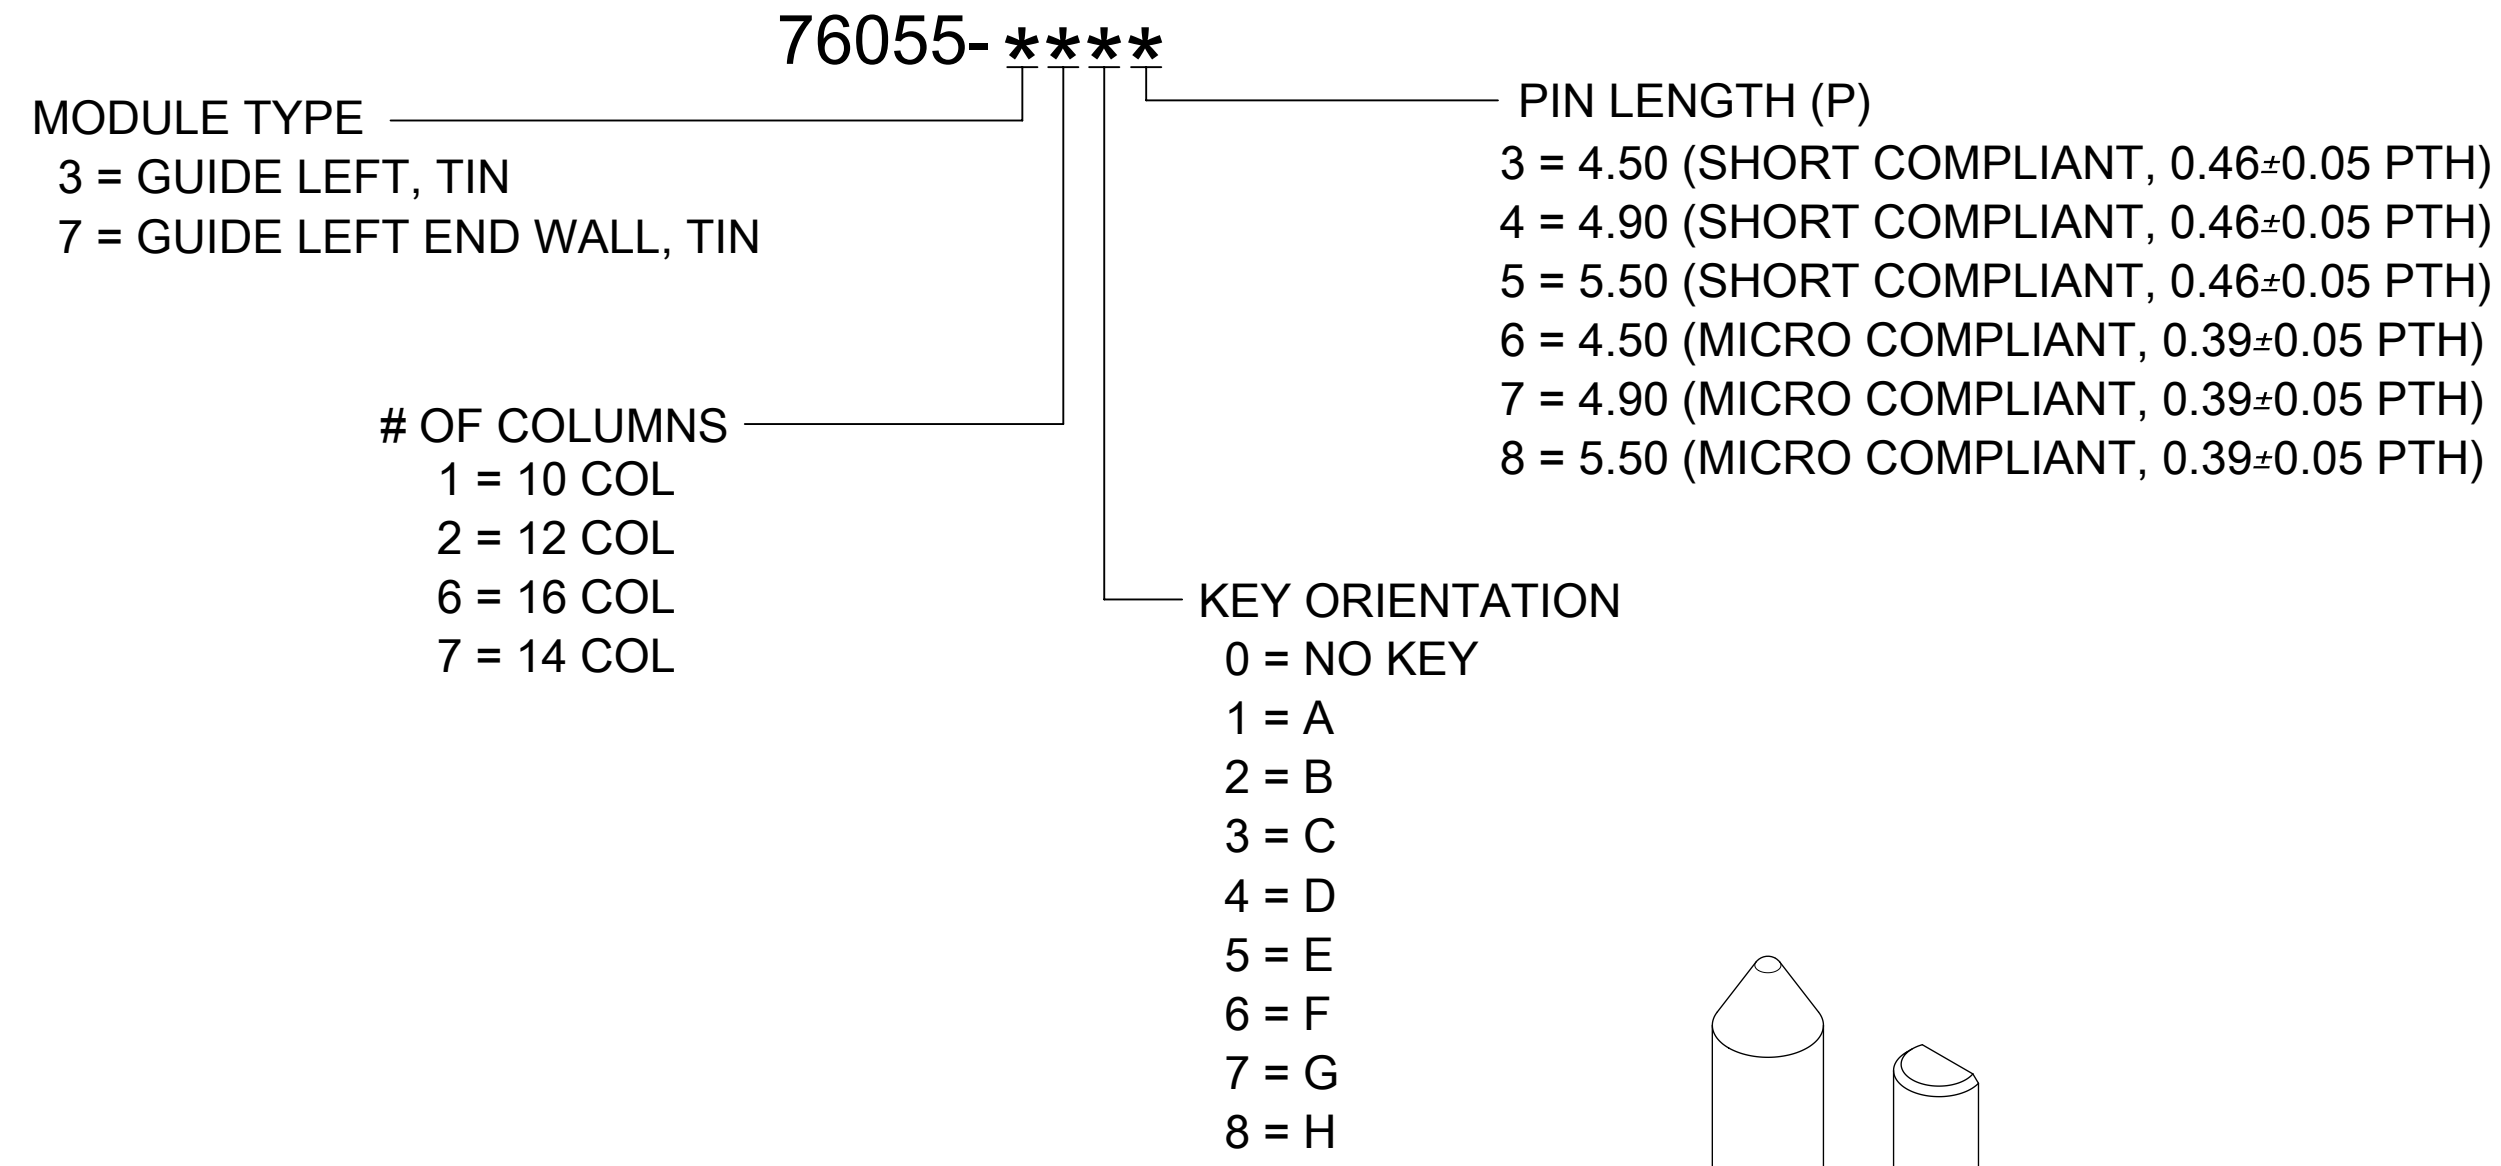 76055-****
MODULE TYPE
3 = GUIDE LEFT, TIN
7 = GUIDE LEFT END WALL, TIN
PIN LENGTH (P)
3 = 4.50 (SHORT COMPLIANT, 0.46±0.05 PTH)
4 = 4.90 (SHORT COMPLIANT, 0.46±0.05 PTH)
5 = 5.50 (SHORT COMPLIANT, 0.46±0.05 PTH)
6 = 4.50 (MICRO COMPLIANT, 0.39±0.05 PTH)
7 = 4.90 (MICRO COMPLIANT, 0.39±0.05 PTH)
8 = 5.50 (MICRO COMPLIANT, 0.39±0.05 PTH)
# OF COLUMNS
1 = 10 COL
2 = 12 COL
6 = 16 COL
7 = 14 COL
KEY ORIENTATION
0 = NO KEY
1 = A
2 = B
3 = C
4 = D
5 = E
6 = F
7 = G
8 = H